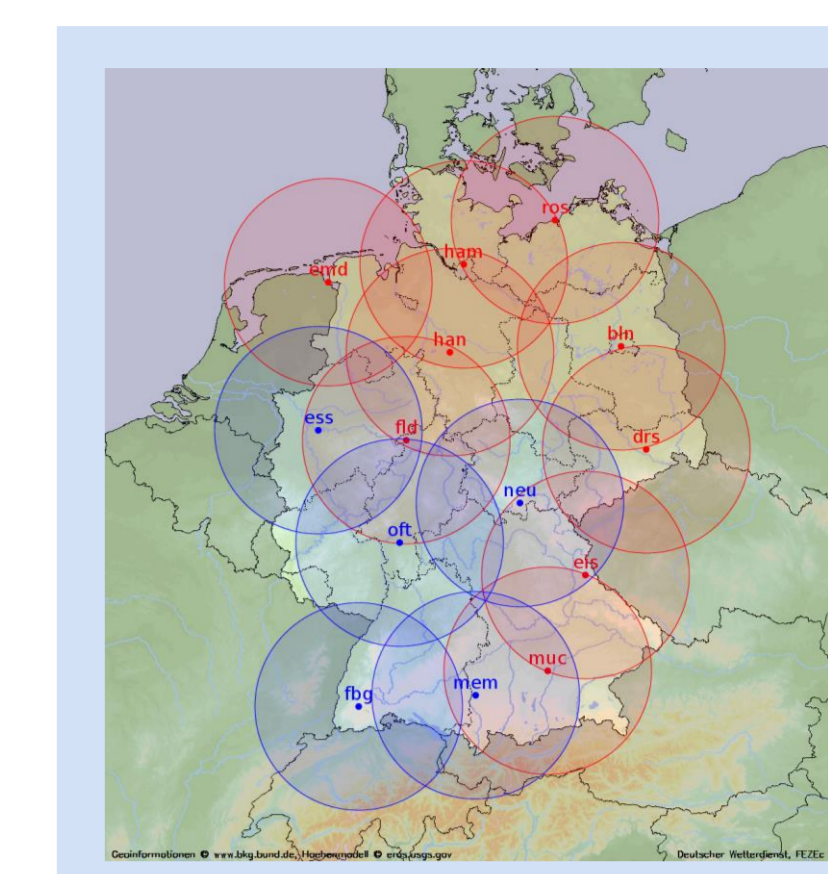 ros
ham
emd
bln
han
ess
fld
drs
neu
oft
eis
muc
mem
fbg
Geoinformationen © www.bkg.bund.de, Hoehenmodell © eros.usgs.gov
Deutscher Wetterdienst, FEZEc